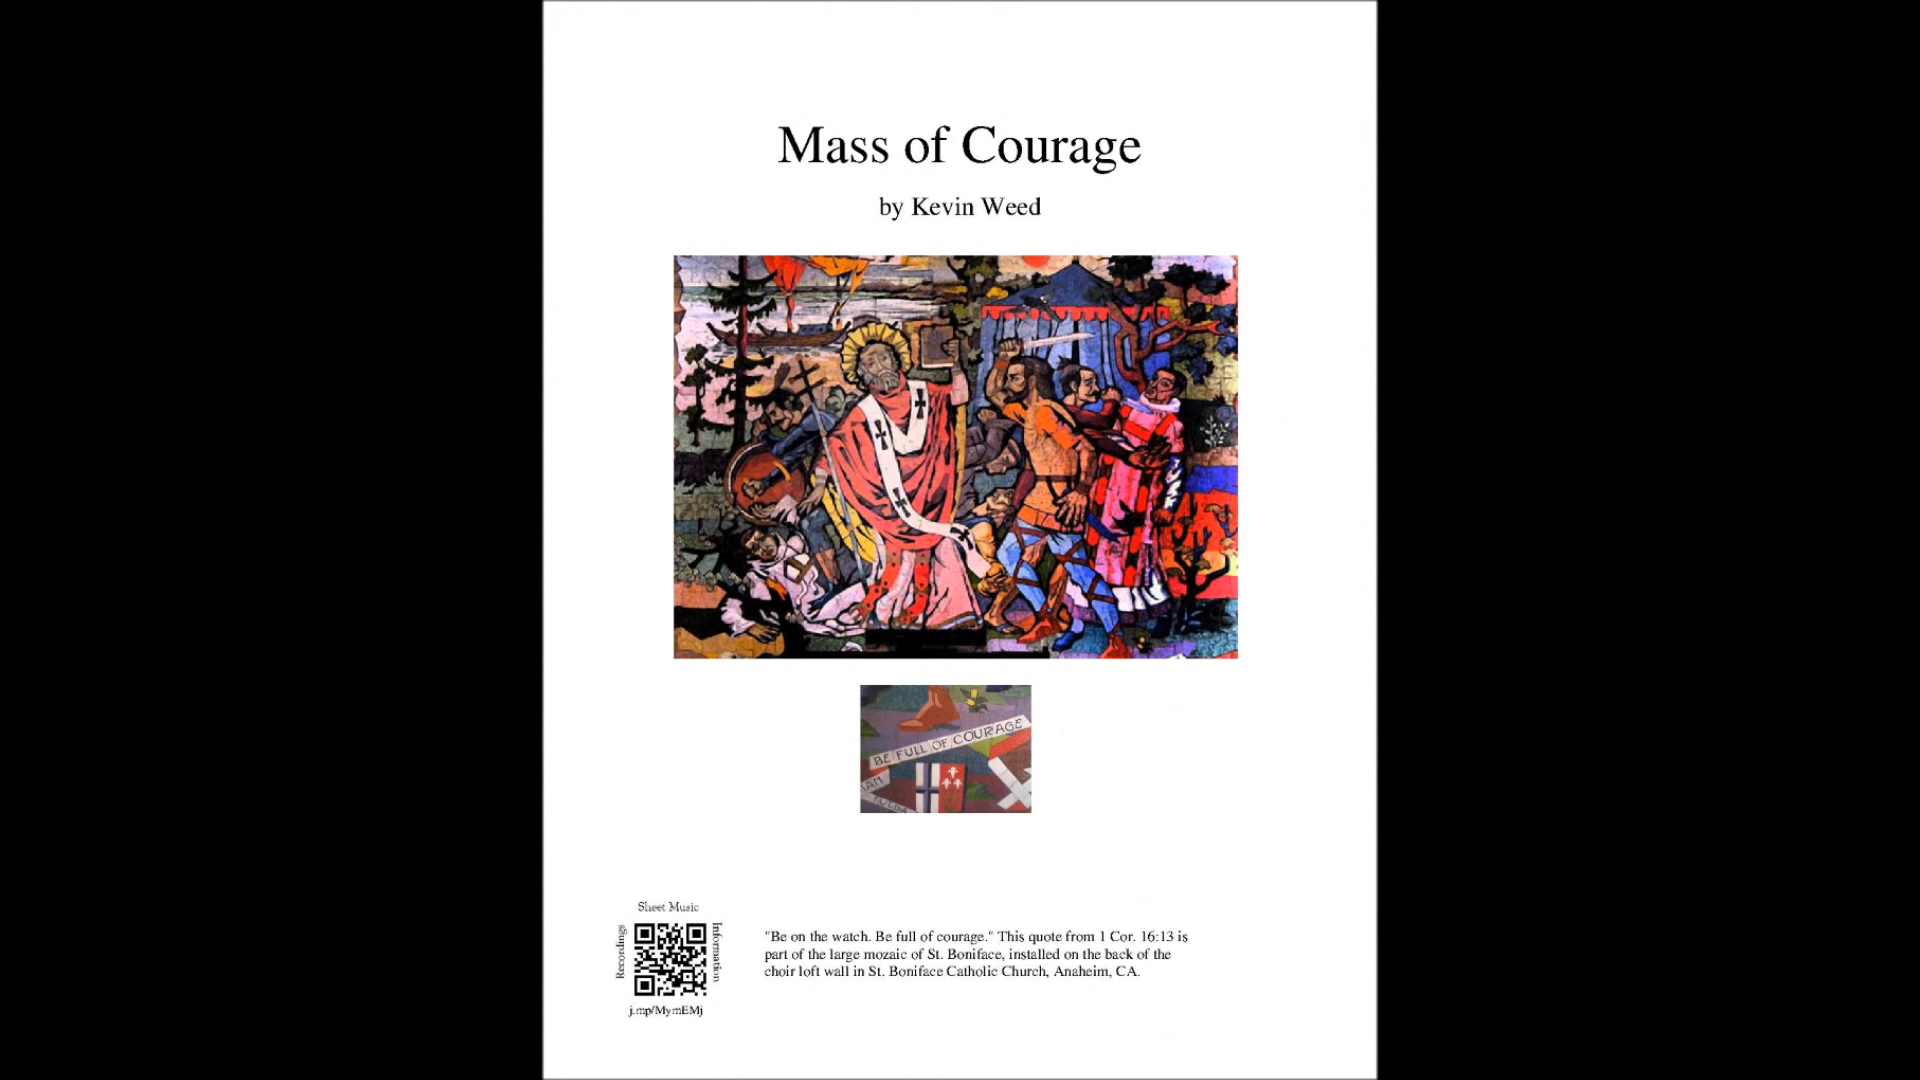 Mass of Courage
by Kevin Weed
BE FULL OF COURAGE
Sheet Music
Recordings
Information
j.mp/MymEMj
"Be on the watch. Be full of courage." This quote from 1 Cor. 16:13 is
part of the large mozaic of St. Boniface, installed on the back of the
choir loft wall in St. Boniface Catholic Church, Anaheim, CA.